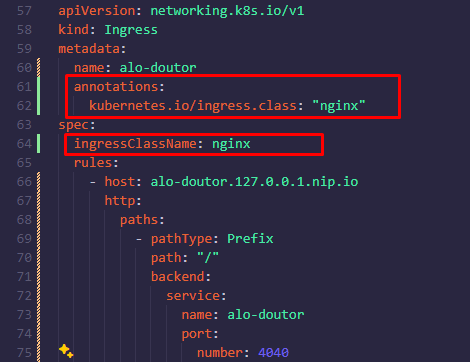 57 apiVersion: networking.k8s.io/v1
58 kind: Ingress
59 metadata:
60   name: alo-doutor
61   annotations:
62     kubernetes.io/ingress.class: "nginx"
63 spec:
64   ingressClassName: nginx
65   rules:
66     - host: alo-doutor.127.0.0.1.nip.io
67       http:
68         paths:
69           - pathType: Prefix
70             path: "/"
71             backend:
72               service:
73                 name: alo-doutor
74                 port:
75                   number: 4040